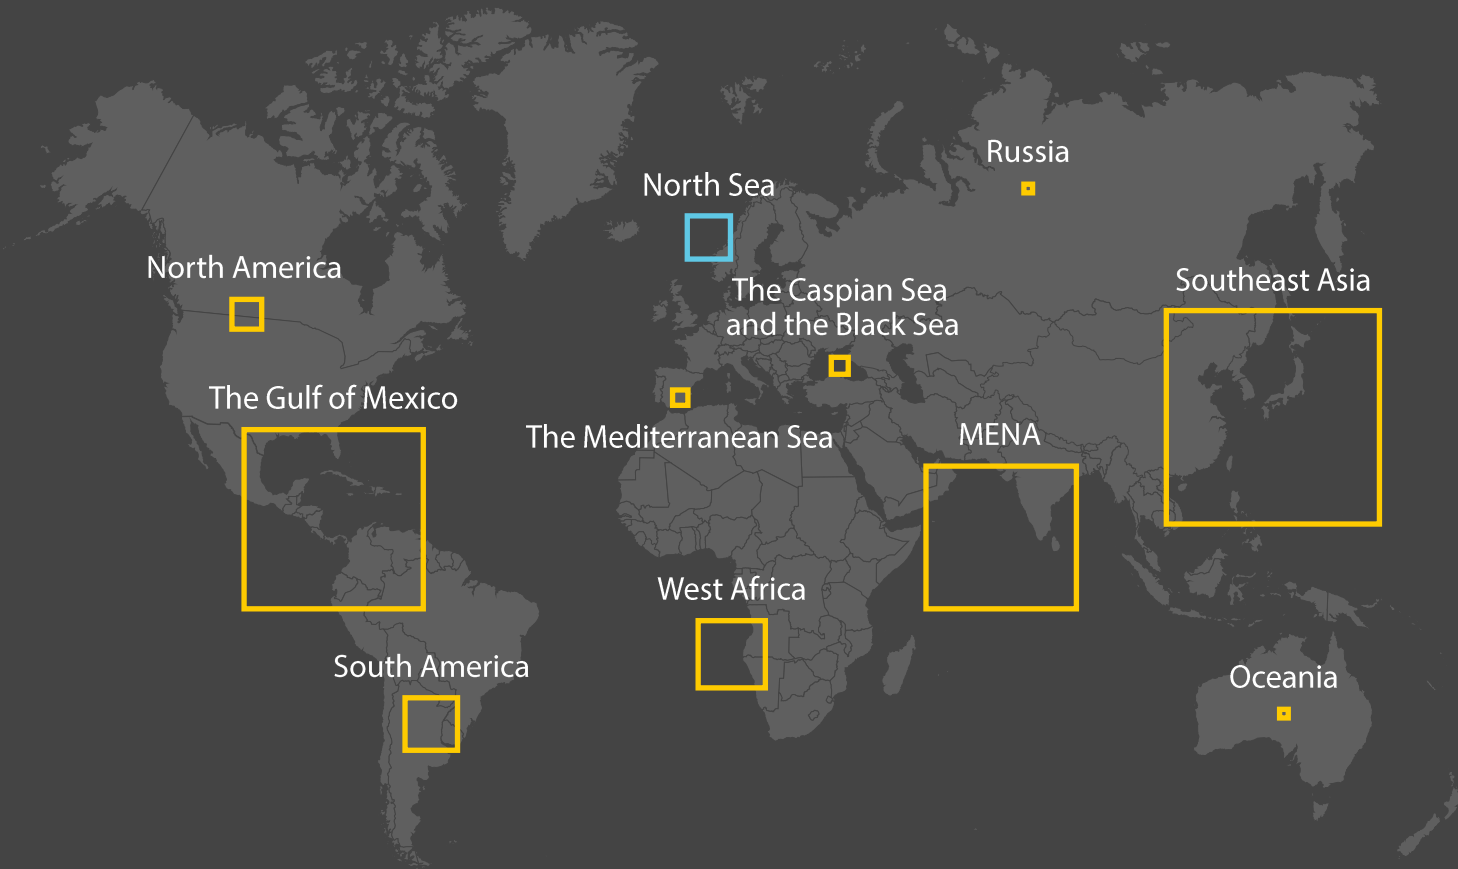 Russia
North Sea
North America
Southeast Asia
The Caspian Sea
and the Black Sea
The Gulf of Mexico
The Mediterranean Sea
MENA
West Africa
South America
Oceania